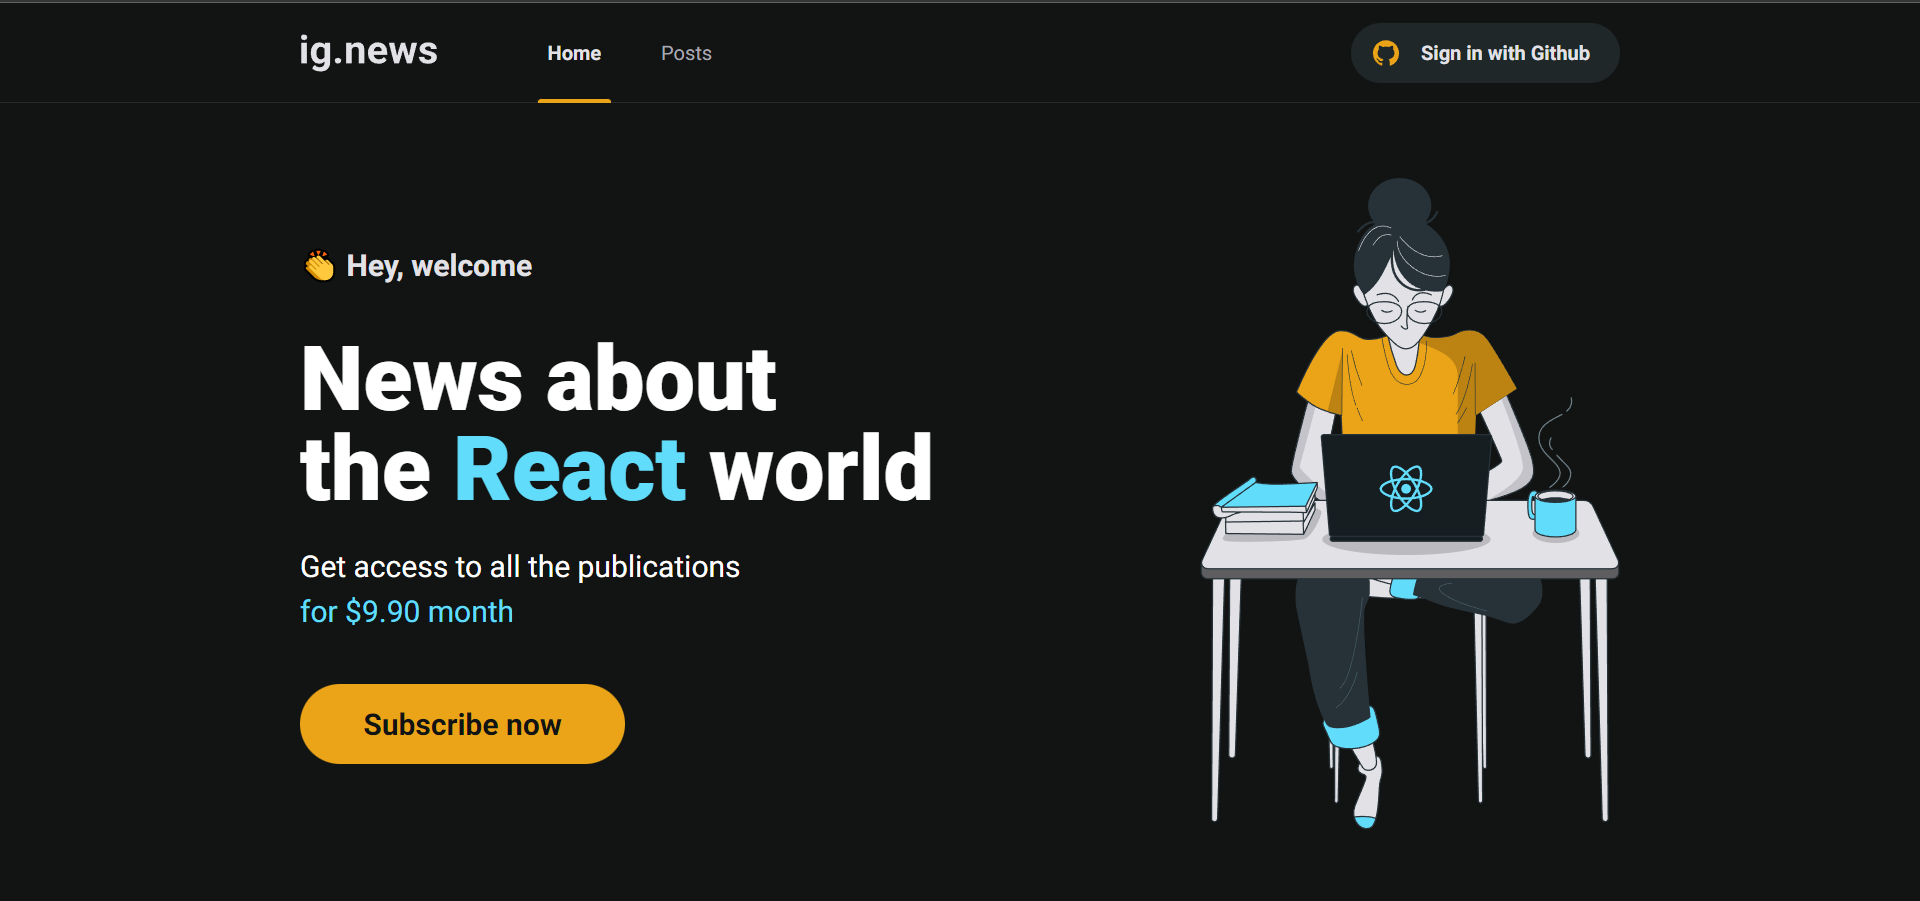 ig.news
Home
Posts
Sign in with Github
👏 Hey, welcome
News about
the React world
Get access to all the publications
for $9.90 month
Subscribe now